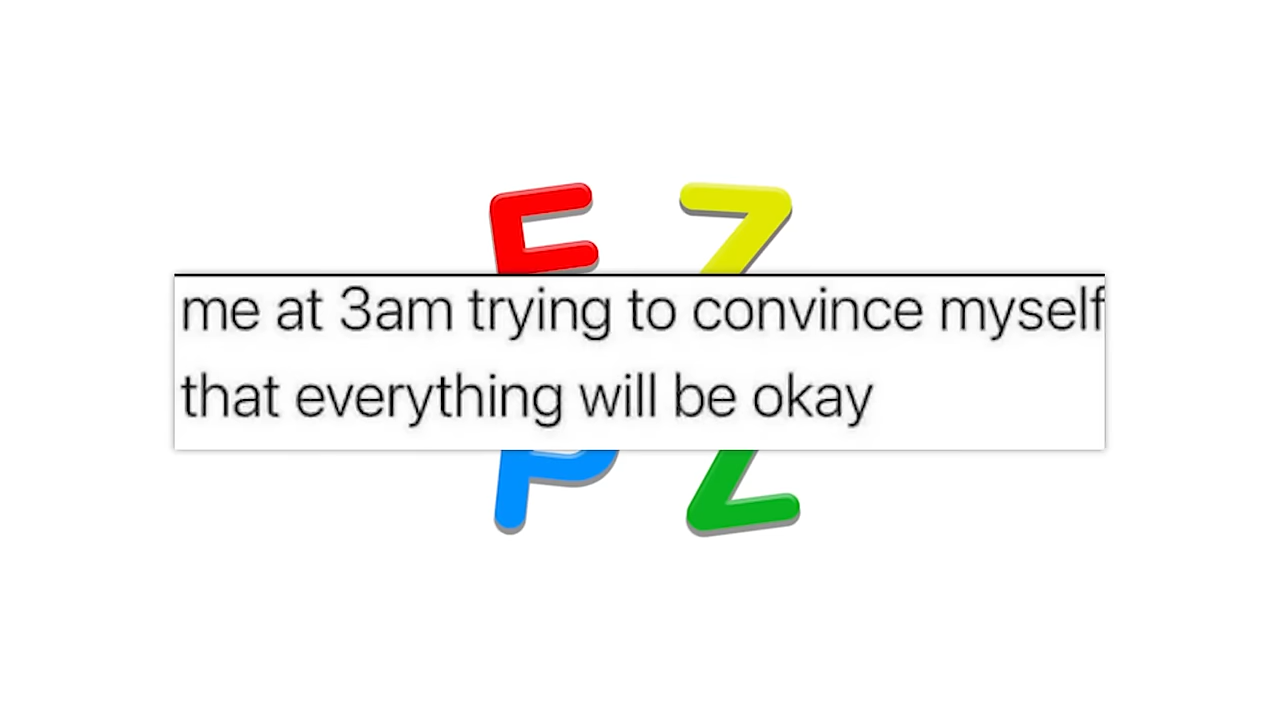 me at 3am trying to convince myself
that everything will be okay